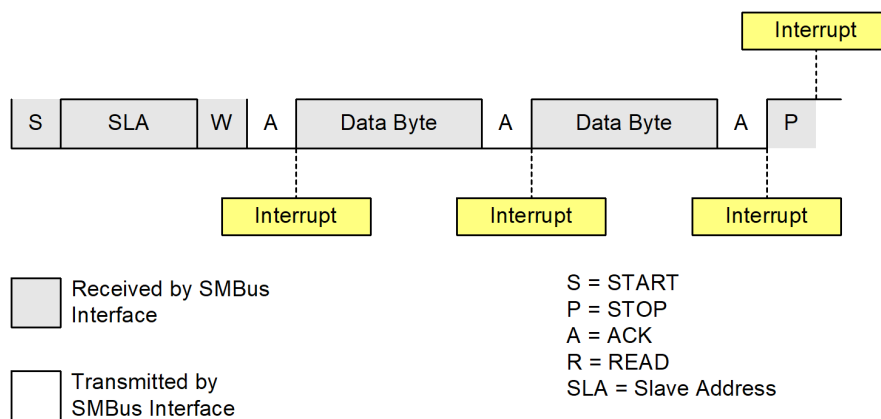 Interrupt
S SLA W A Data Byte A Data Byte A P
Interrupt Interrupt Interrupt
Received by SMBus
Interface
Transmitted by
SMBus Interface
S = START
P = STOP
A = ACK
R = READ
SLA = Slave Address